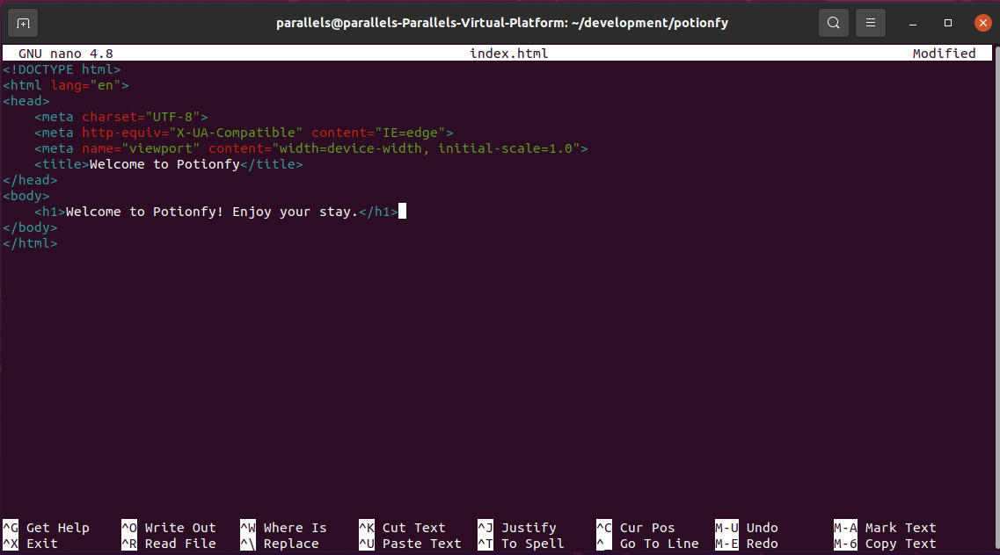 parallels@parallels-Parallels-Virtual-Platform: ~/development/potionfy
GNU nano 4.8 index.html Modified
<!DOCTYPE html>
<html lang="en">
<head>
    <meta charset="UTF-8">
    <meta http-equiv="X-UA-Compatible" content="IE=edge">
    <meta name="viewport" content="width=device-width, initial-scale=1.0">
    <title>Welcome to Potionfy</title>
</head>
<body>
    <h1>Welcome to Potionfy! Enjoy your stay.</h1>
</body>
</html>
^G Get Help ^O Write Out ^W Where Is ^K Cut Text ^J Justify ^C Cur Pos M-U Undo M-A Mark Text
^X Exit ^R Read File ^\ Replace ^U Paste Text ^T To Spell ^_ Go To Line M-E Redo M-6 Copy Text